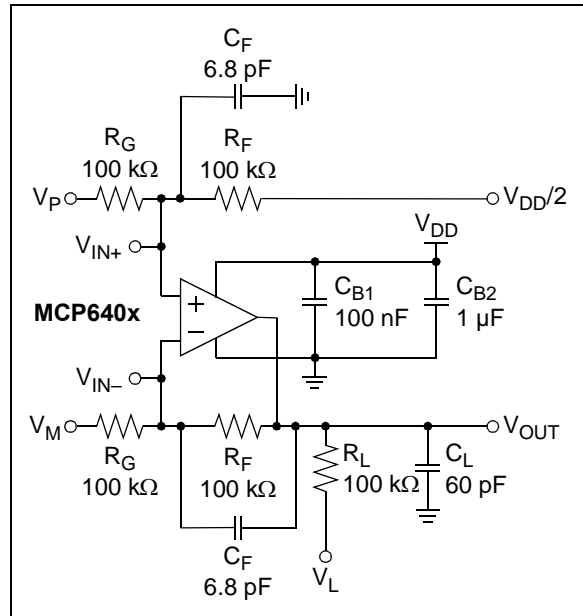 C_F
6.8 pF
R_G
100 kΩ
R_F
100 kΩ
V_P
V_DD/2
V_DD
V_IN+
C_B1
100 nF
C_B2
1 µF
MCP640x
+
−
V_IN–
V_M
V_OUT
R_G
100 kΩ
R_F
100 kΩ
R_L
100 kΩ
C_L
60 pF
C_F
6.8 pF
V_L